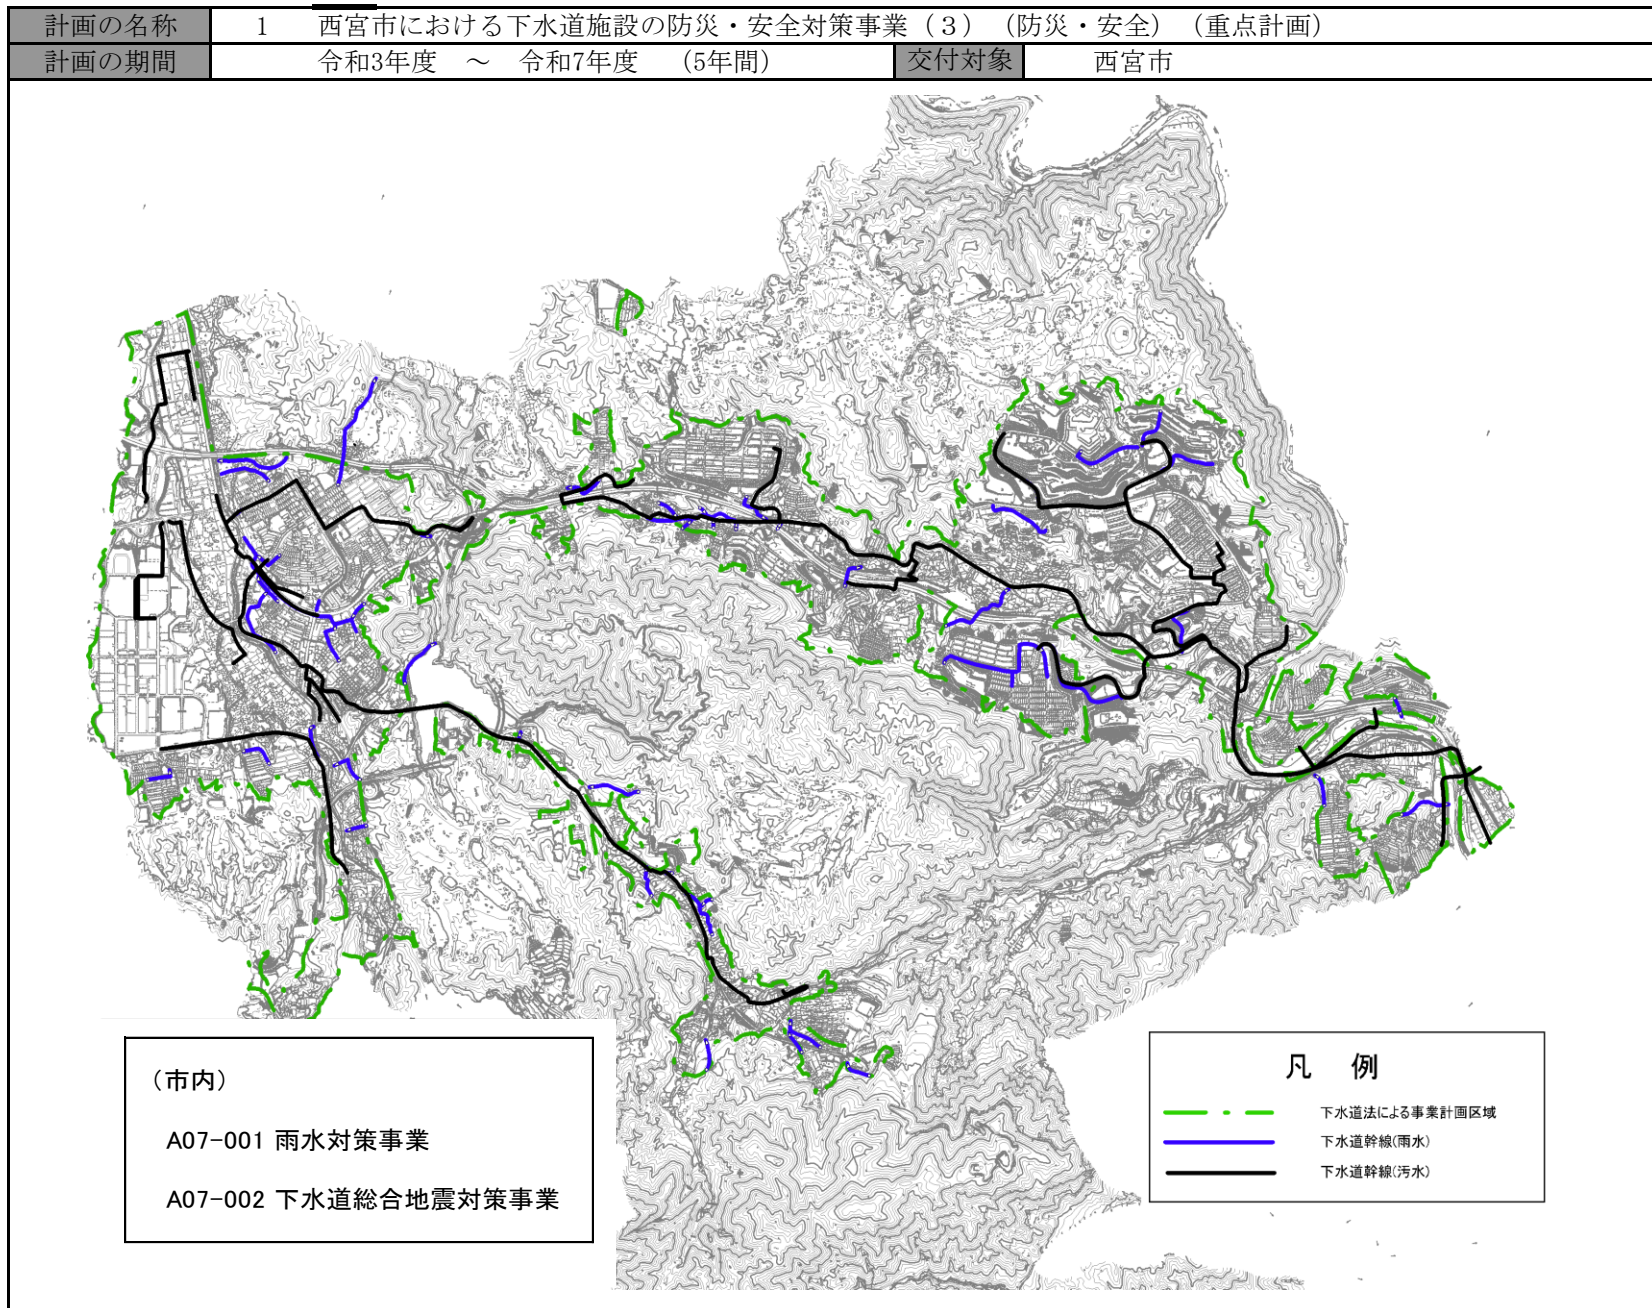 計画の名称 1 西宮市における下水道施設の防災・安全対策事業（３）（防災・安全）（重点計画）
計画の期間 令和3年度 ～ 令和7年度 （5年間） 交付対象 西宮市
（市内）
A07-001 雨水対策事業
A07-002 下水道総合地震対策事業
凡 例
下水道法による事業計画区域
下水道幹線(雨水)
下水道幹線(汚水)